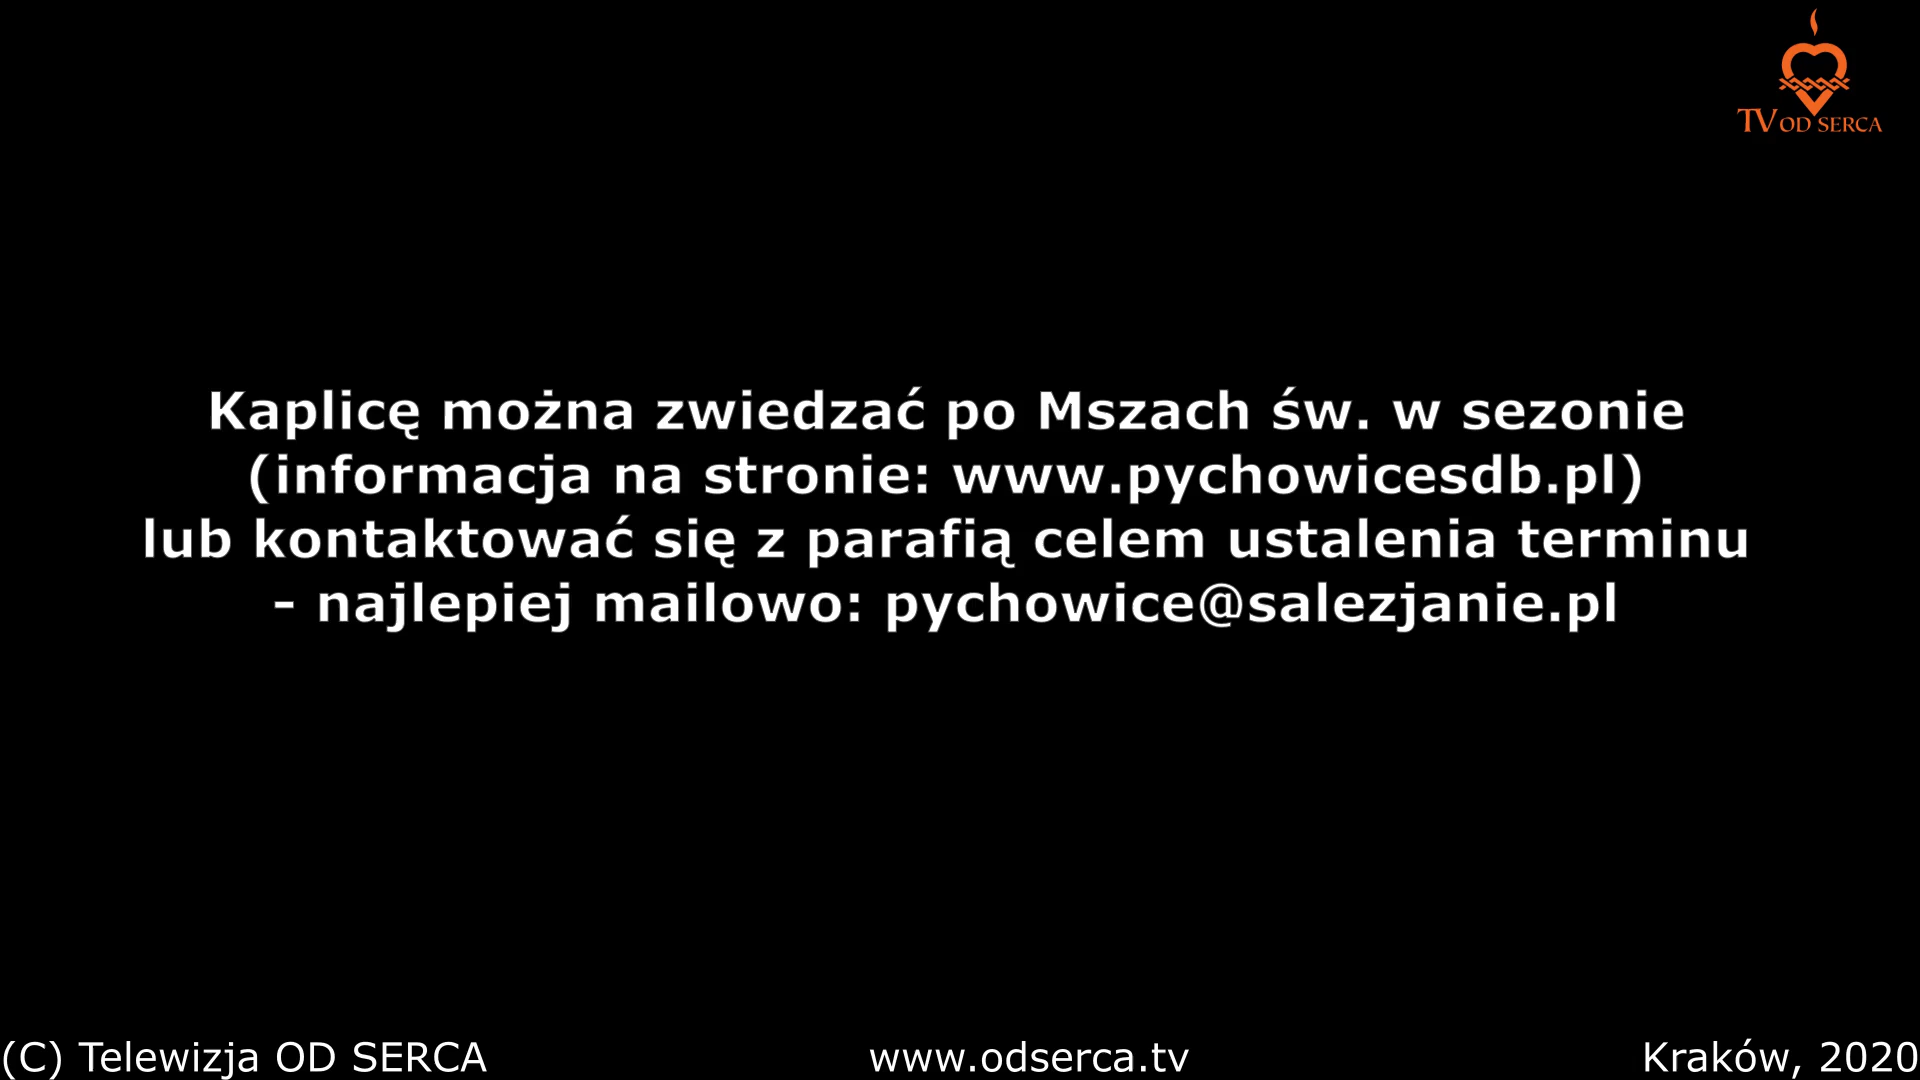 TV OD SERCA
Kaplicę można zwiedzać po Mszach św. w sezonie
(informacja na stronie: www.pychowicesdb.pl)
lub kontaktować się z parafią celem ustalenia terminu
- najlepiej mailowo: pychowice@salezjanie.pl
(C) Telewizja OD SERCA
www.odserca.tv
Kraków, 2020